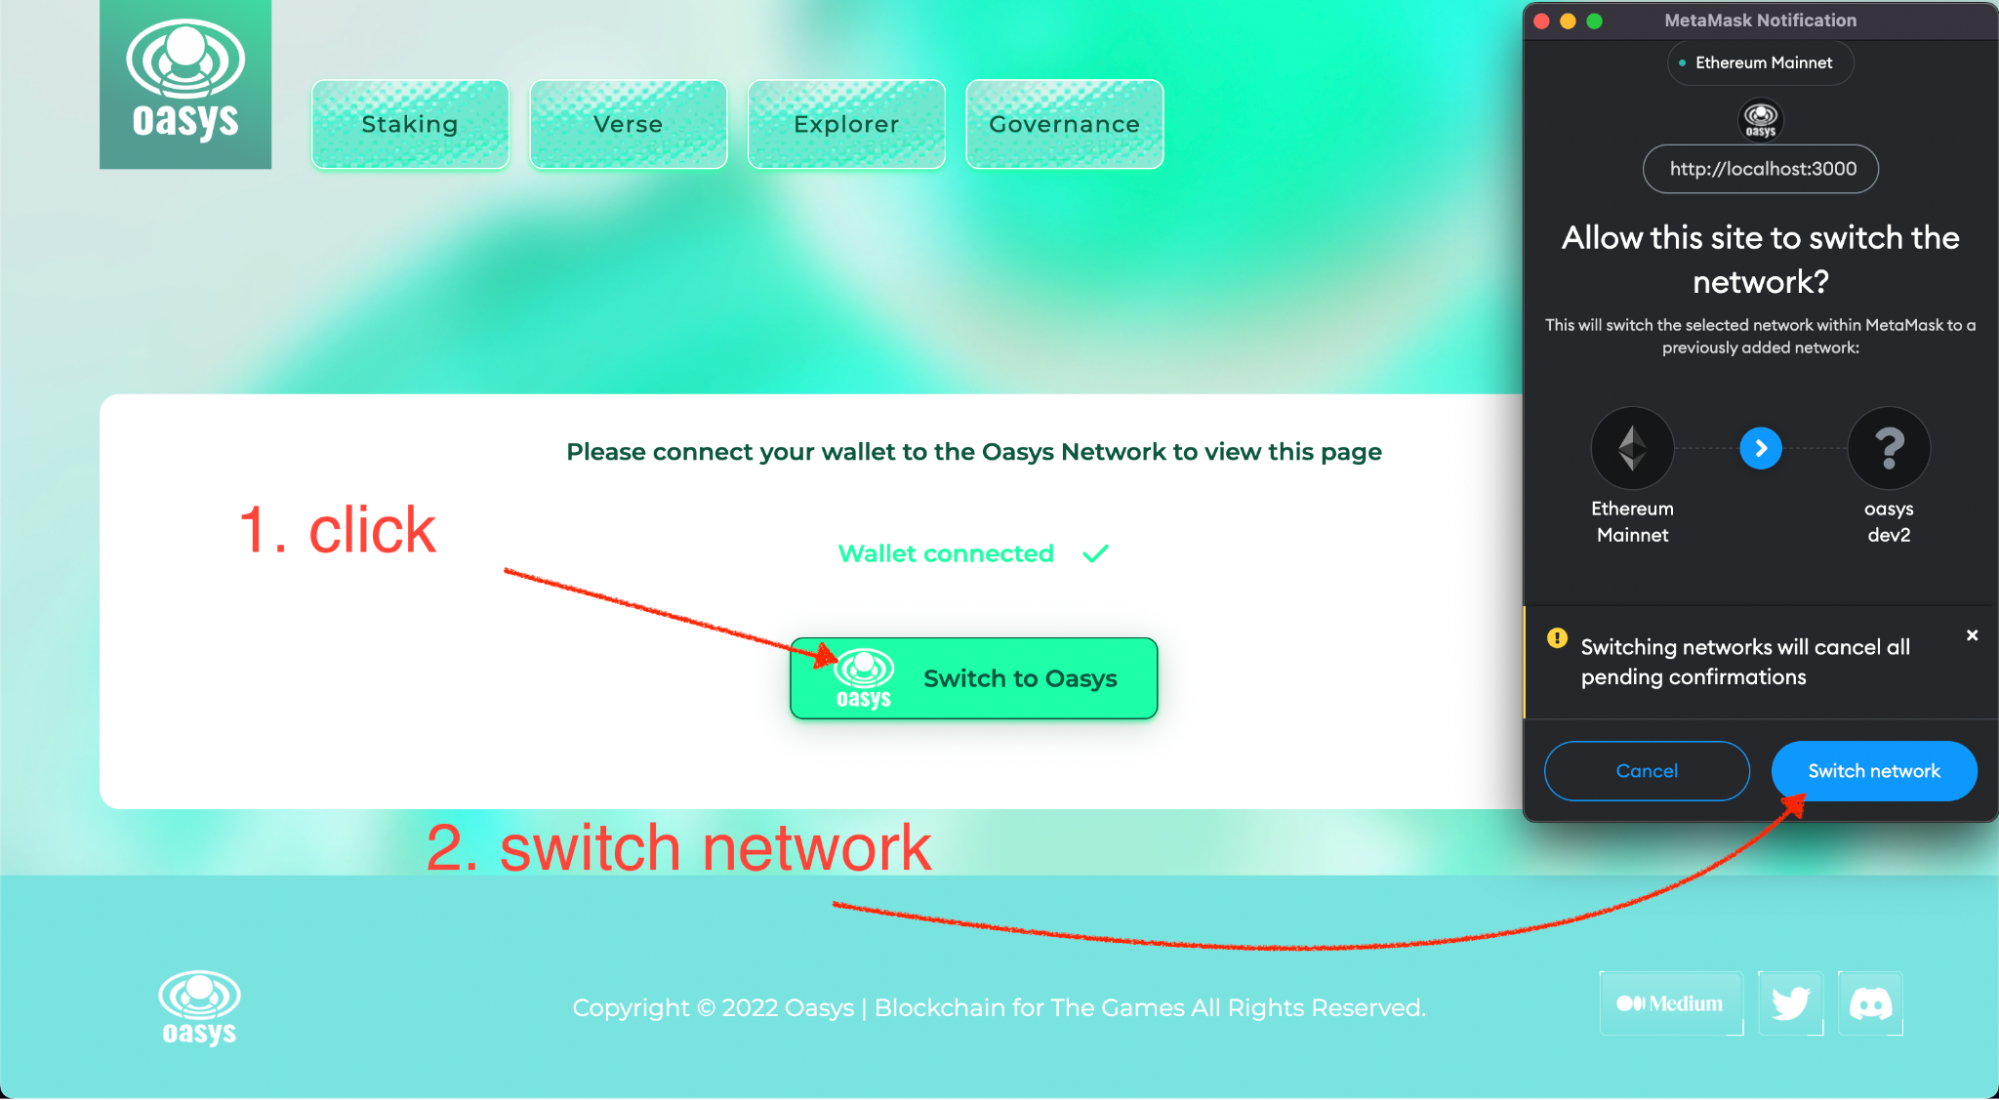 oasys
Staking
Verse
Explorer
Governance
Please connect your wallet to the Oasys Network to view this page
1. click
Wallet connected
oasys
Switch to Oasys
2. switch network
MetaMask Notification
Ethereum Mainnet
oasys
http://localhost:3000
Allow this site to switch the
network?
This will switch the selected network within MetaMask to a
previously added network:
Ethereum
Mainnet
oasys
dev2
Switching networks will cancel all
pending confirmations
Cancel
Switch network
oasys
Copyright © 2022 Oasys | Blockchain for The Games All Rights Reserved.
Medium